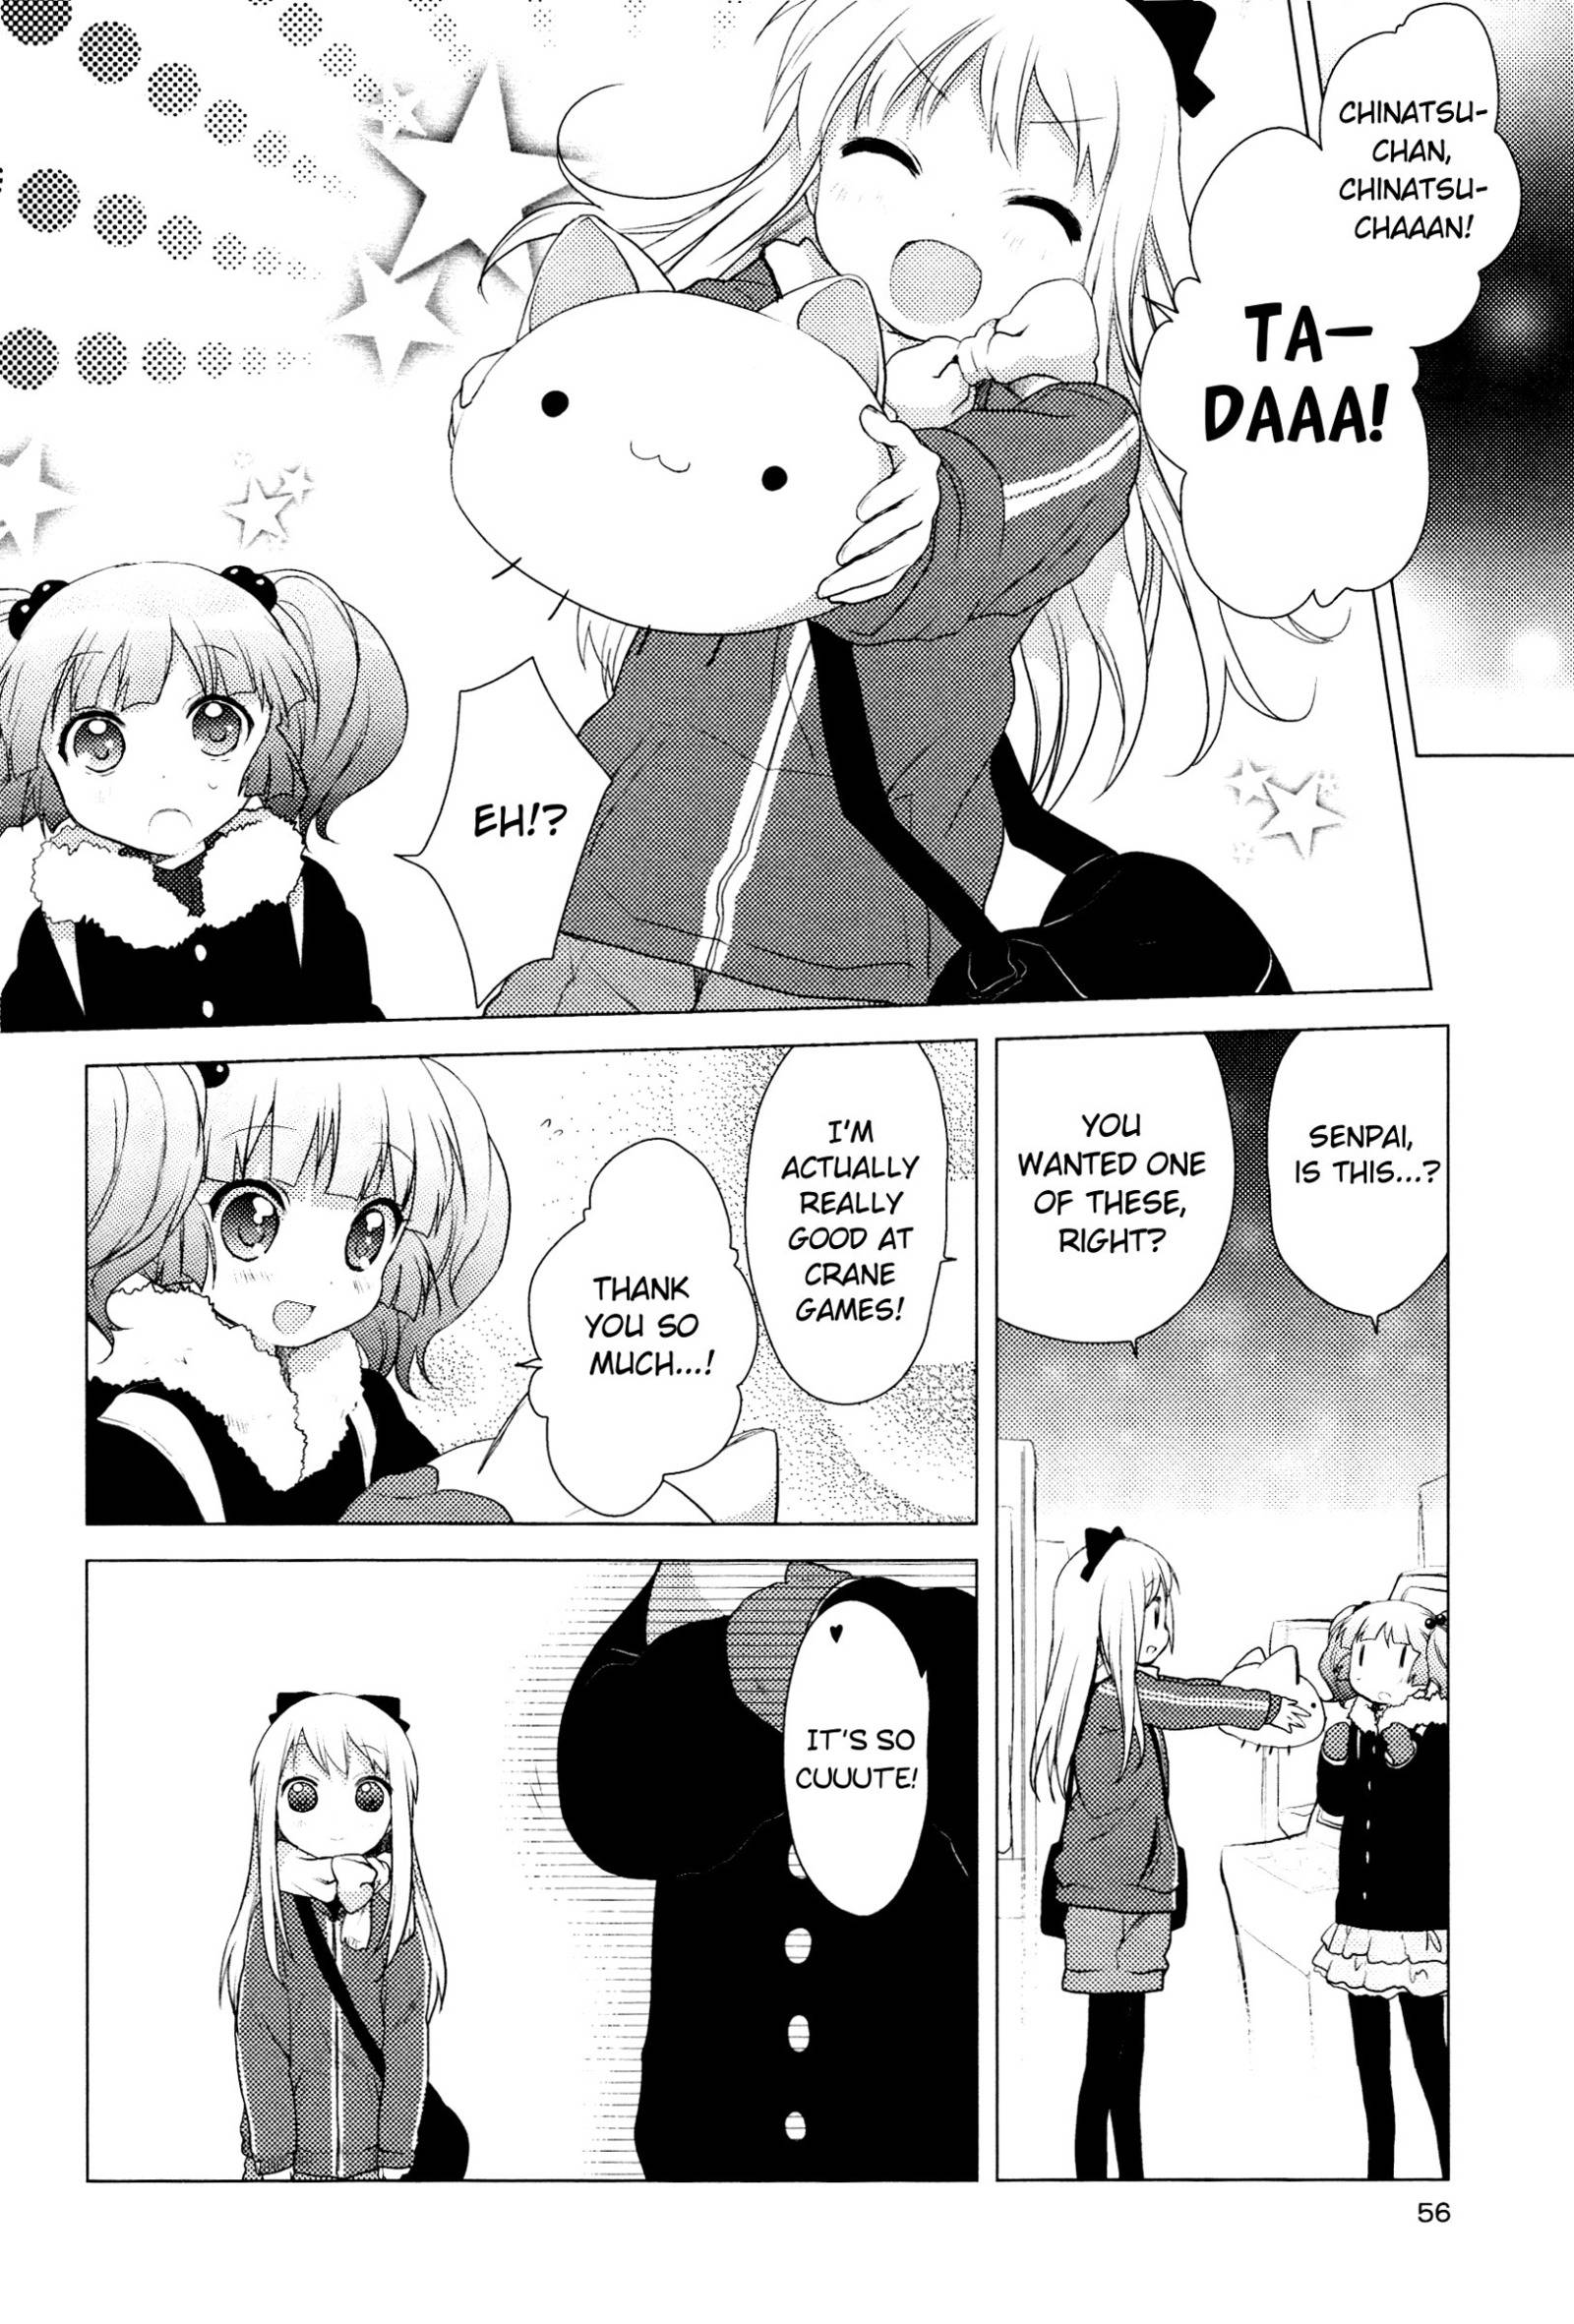 CHINATSU-
CHAN,
CHINATSU-
CHAAAN!
TA-
DAAA!
EH!?
SENPAI,
IS THIS...?
YOU
WANTED ONE
OF THESE,
RIGHT?
I'M
ACTUALLY
REALLY
GOOD AT
CRANE
GAMES!
THANK
YOU SO
MUCH...!
♥
IT'S SO
CUUUTE!
56